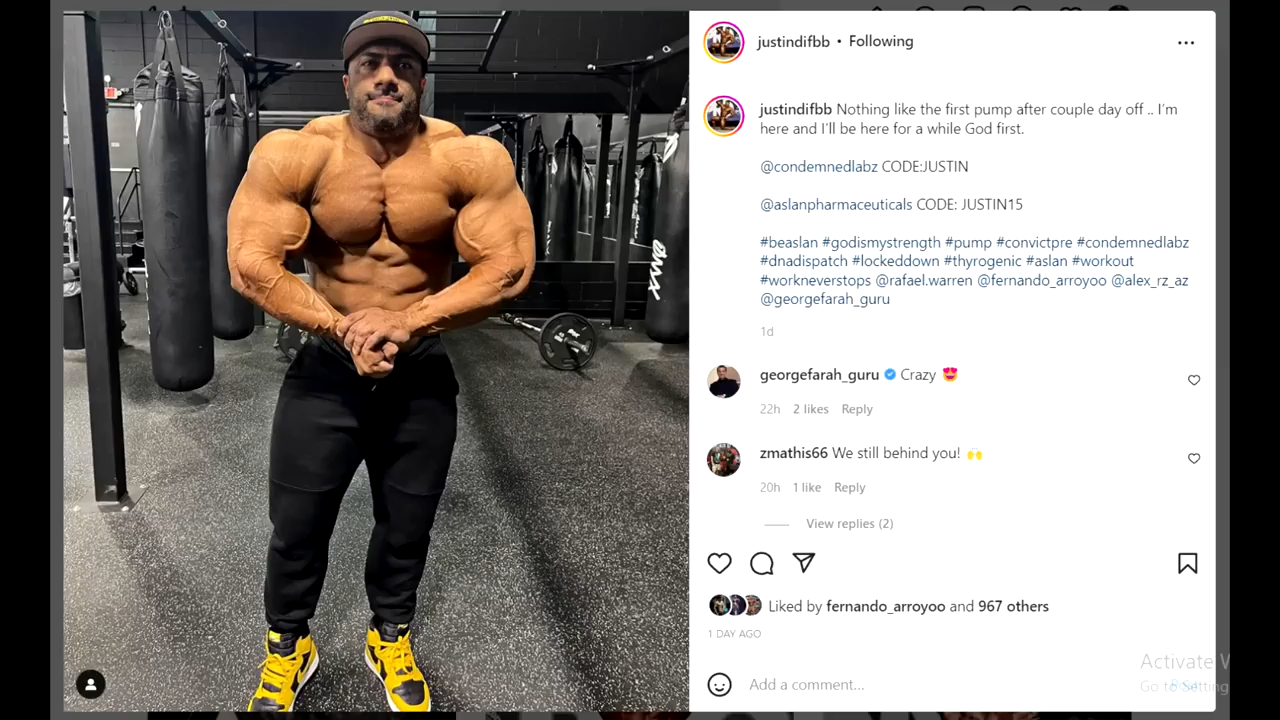 justindifbb • Following
justindifbb Nothing like the first pump after couple day off .. I'm
here and I'll be here for a while God first.
@condemnedlabz CODE:JUSTIN
@aslanpharmaceuticals CODE: JUSTIN15
#beaslan #godismystrength #pump #convictpre #condemnedlabz
#dnadispatch #lockeddown #thyrogenic #aslan #workout
#workneverstops @rafael.warren @fernando_arroyoo @alex_rz_az
@georgefarah_guru
1d
georgefarah_guru Crazy 😍
22h 2 likes Reply
zmathis66 We still behind you! 🙌
20h 1 like Reply
View replies (2)
Liked by fernando_arroyoo and 967 others
1 DAY AGO
Add a comment...
Activate W
Go to Setting